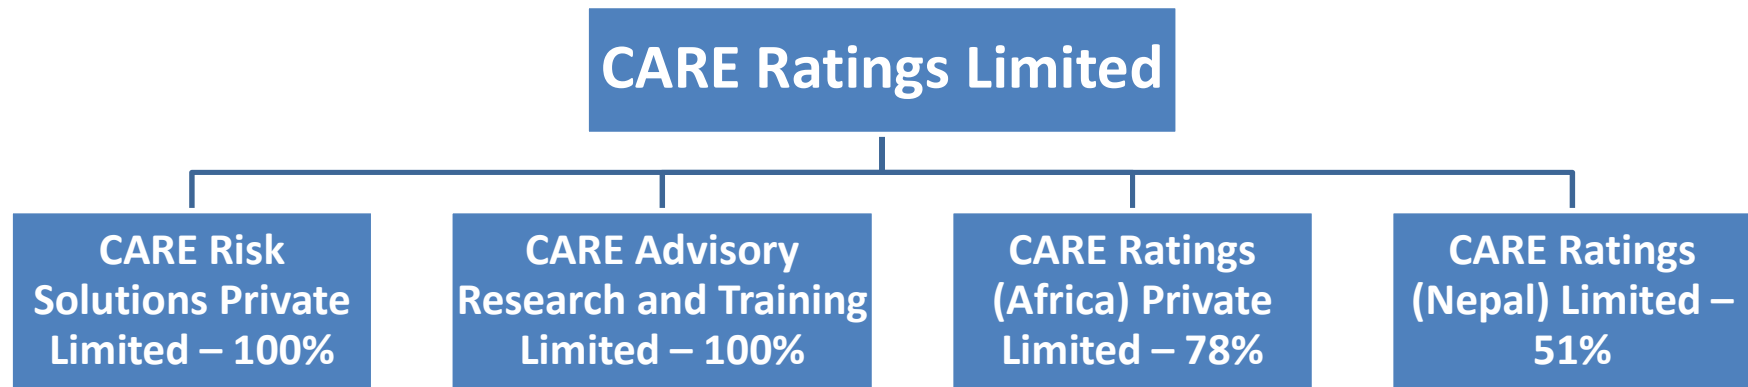 CARE Ratings Limited
CARE Risk
Solutions Private
Limited – 100%
CARE Advisory
Research and Training
Limited – 100%
CARE Ratings
(Africa) Private
Limited – 78%
CARE Ratings
(Nepal) Limited –
51%